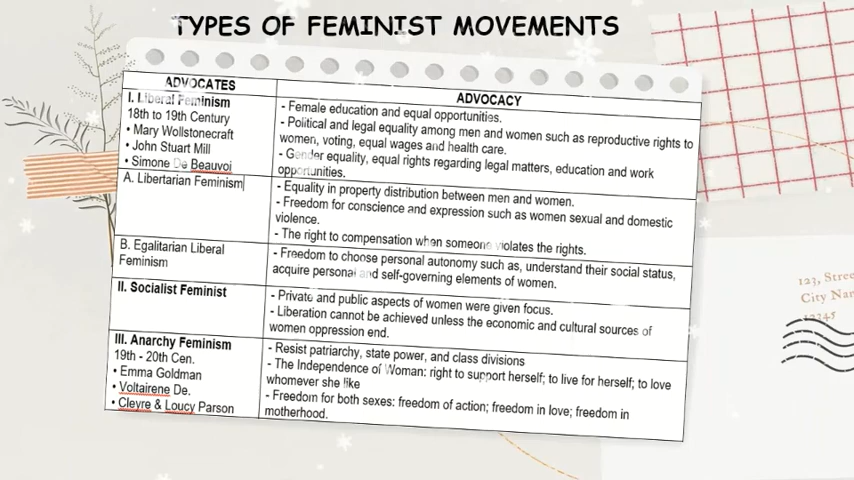 TYPES OF FEMINIST MOVEMENTS
ADVOCATES
ADVOCACY
I. Liberal Feminism
18th to 19th Century
• Mary Wollstonecraft
• John Stuart Mill
• Simone De Beauvoi
- Female education and equal opportunities.
- Political and legal equality among men and women such as reproductive rights to
women, voting, equal wages and health care.
- Gender equality, equal rights regarding legal matters, education and work
opportunities.
A. Libertarian Feminism
- Equality in property distribution between men and women.
- Freedom for conscience and expression such as women sexual and domestic
violence.
- The right to compensation when someone violates the rights.
B. Egalitarian Liberal
Feminism
- Freedom to choose personal autonomy such as, understand their social status,
acquire personal and self-governing elements of women.
II. Socialist Feminist
- Private and public aspects of women were given focus.
- Liberation cannot be achieved unless the economic and cultural sources of
women oppression end.
III. Anarchy Feminism
19th - 20th Cen.
• Emma Goldman
• Voltairene De.
• Cleyre & Loucy Parson
- Resist patriarchy, state power, and class divisions
- The Independence of Woman: right to support herself; to live for herself; to love
whomever she like
- Freedom for both sexes: freedom of action; freedom in love; freedom in
motherhood.
123, Stree
City Nar
12345